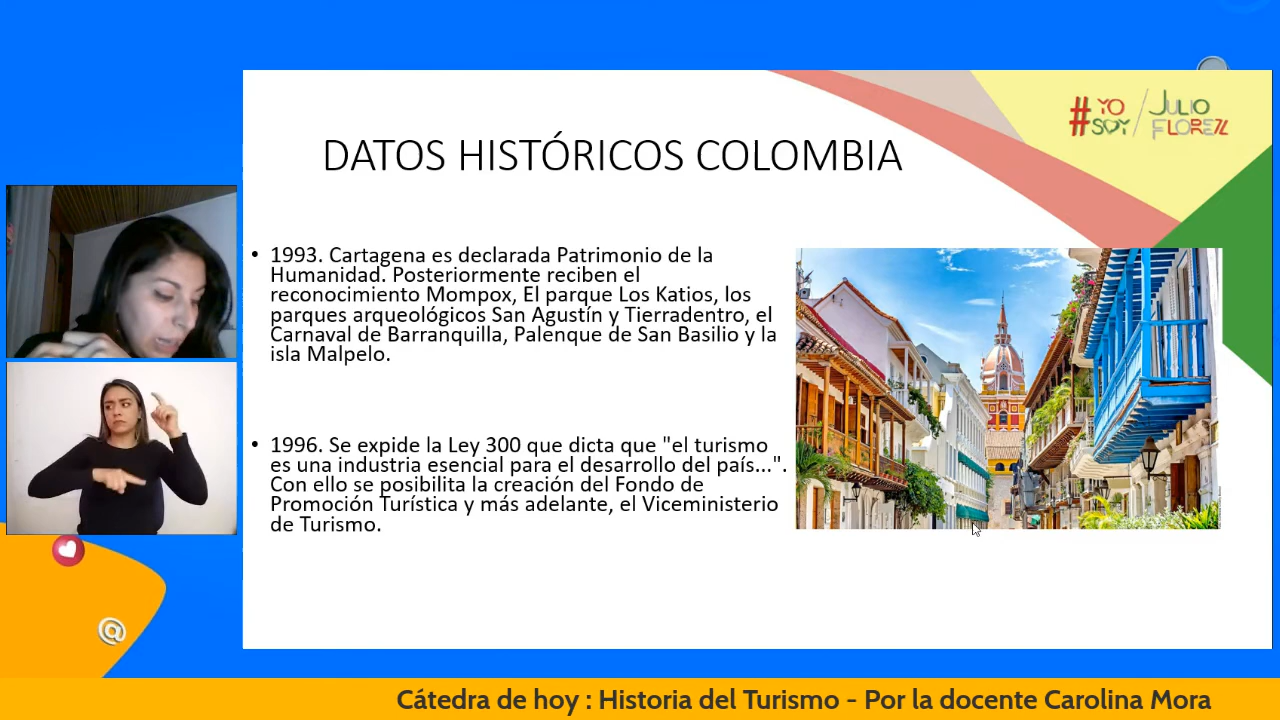 #YO SOY / JULIO FLOREZ
DATOS HISTÓRICOS COLOMBIA
• 1993. Cartagena es declarada Patrimonio de la
Humanidad. Posteriormente reciben el
reconocimiento Mompox, El parque Los Katios, los
parques arqueológicos San Agustín y Tierradentro, el
Carnaval de Barranquilla, Palenque de San Basilio y la
isla Malpelo.
• 1996. Se expide la Ley 300 que dicta que "el turismo
es una industria esencial para el desarrollo del país...".
Con ello se posibilita la creación del Fondo de
Promoción Turística y más adelante, el Viceministerio
de Turismo.
@
Cátedra de hoy : Historia del Turismo - Por la docente Carolina Mora